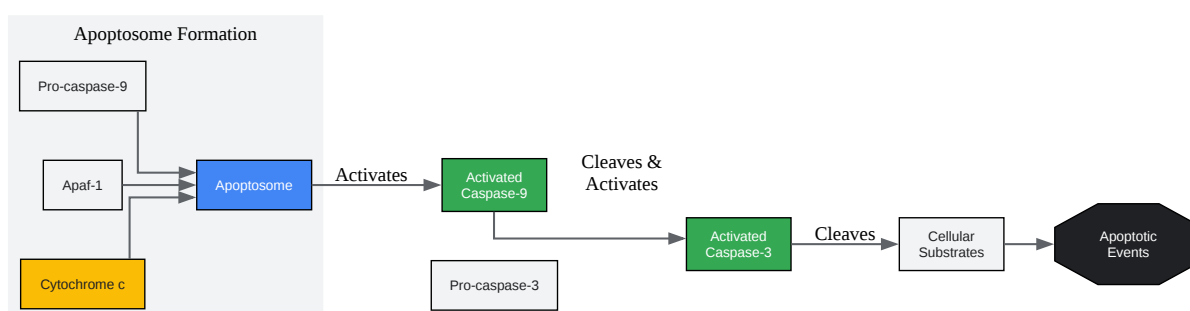 Apoptosome Formation
Pro-caspase-9
Apaf-1
Apoptosome
Cytochrome c
Activates
Activated
Caspase-9
Cleaves &
Activates
Pro-caspase-3
Activated
Caspase-3
Cleaves
Cellular
Substrates
Apoptotic
Events